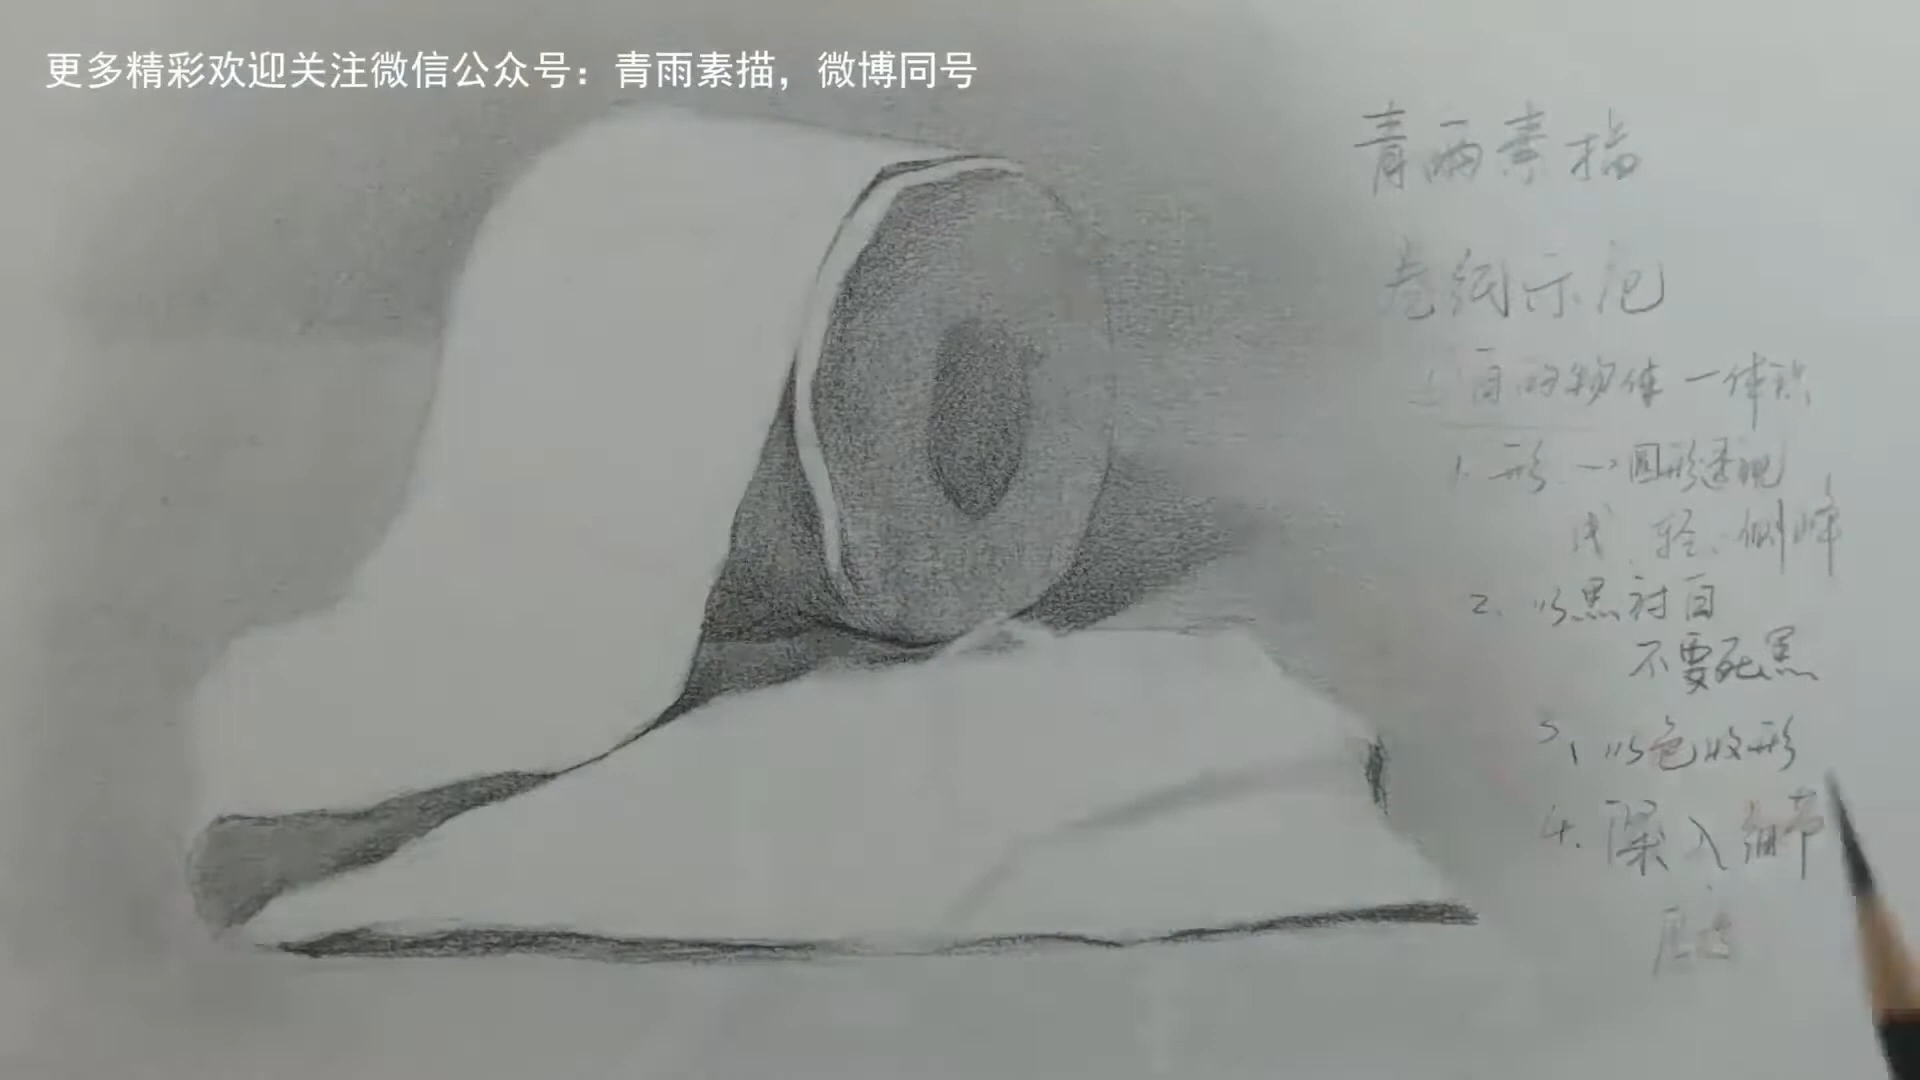 更多精彩欢迎关注微信公众号：青雨素描，微博同号
青雨素描
卷纸示范
白的物体一体积
1. 形 → 圆形透视
浅、轻、侧峰
2、以黑衬白
不要死黑
3、以色收形
4、深入细节